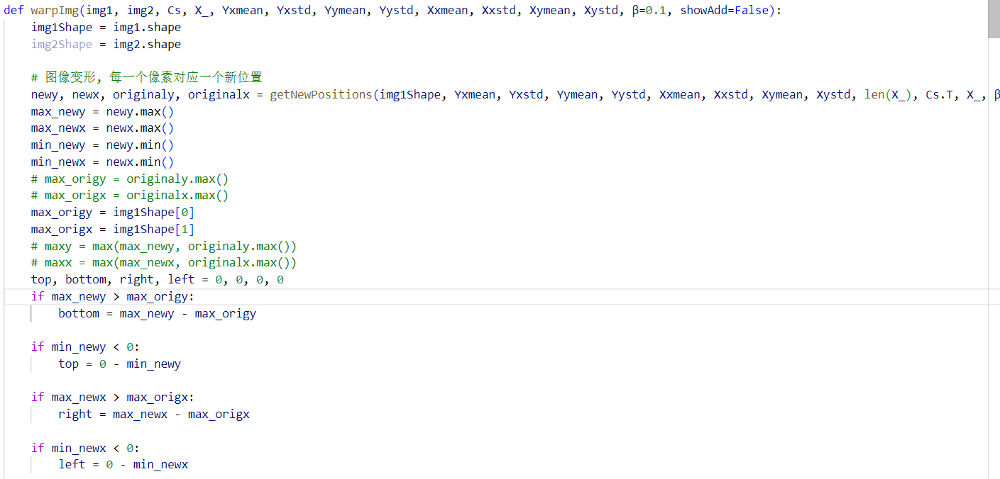 def warpImg(img1, img2, Cs, X_, Yxmean, Yxstd, Yymean, Yystd, Xxmean, Xxstd, Xymean, Xystd, β=0.1, showAdd=False):
    img1Shape = img1.shape
    img2Shape = img2.shape
    # 图像变形, 每一个像素对应一个新位置
    newy, newx, originaly, originalx = getNewPositions(img1Shape, Yxmean, Yxstd, Yymean, Yystd, Xxmean, Xxstd, Xymean, Xystd, len(X_), Cs.T, X_, β
    max_newy = newy.max()
    max_newx = newx.max()
    min_newy = newy.min()
    min_newx = newx.min()
    # max_origy = originaly.max()
    # max_origx = originalx.max()
    max_origy = img1Shape[0]
    max_origx = img1Shape[1]
    # maxy = max(max_newy, originaly.max())
    # maxx = max(max_newx, originalx.max())
    top, bottom, right, left = 0, 0, 0, 0
    if max_newy > max_origy:
        bottom = max_newy - max_origy
    if min_newy < 0:
        top = 0 - min_newy
    if max_newx > max_origx:
        right = max_newx - max_origx
    if min_newx < 0:
        left = 0 - min_newx